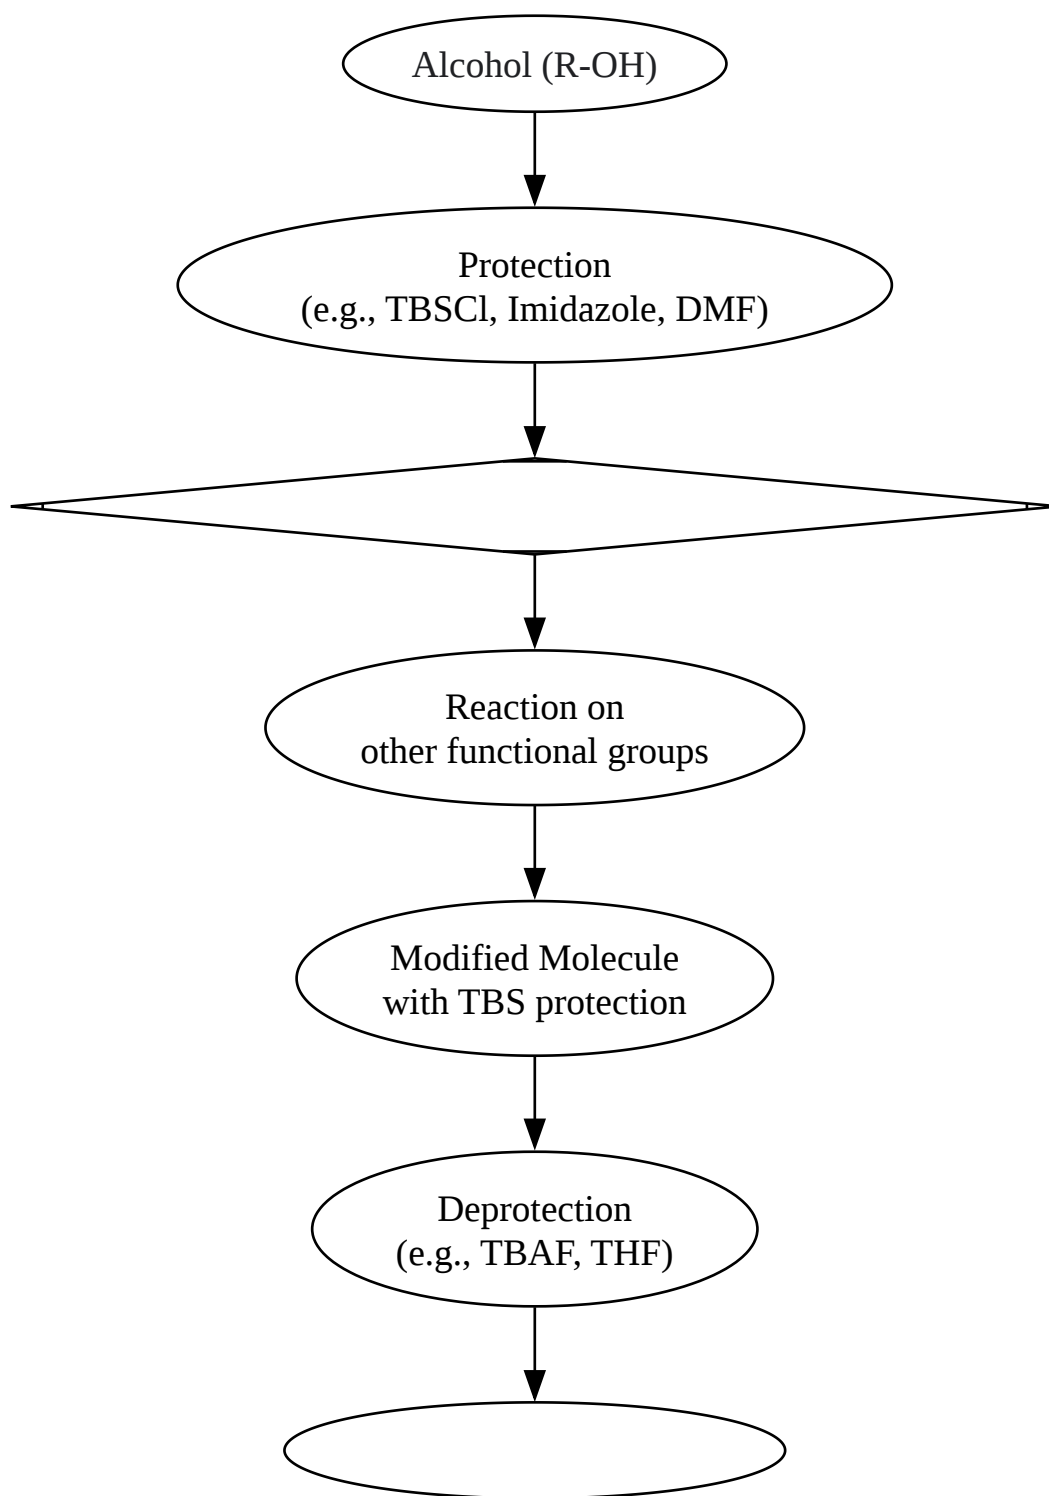 Alcohol (R-OH)
Protection
(e.g., TBSCl, Imidazole, DMF)
Reaction on
other functional groups
Modified Molecule
with TBS protection
Deprotection
(e.g., TBAF, THF)